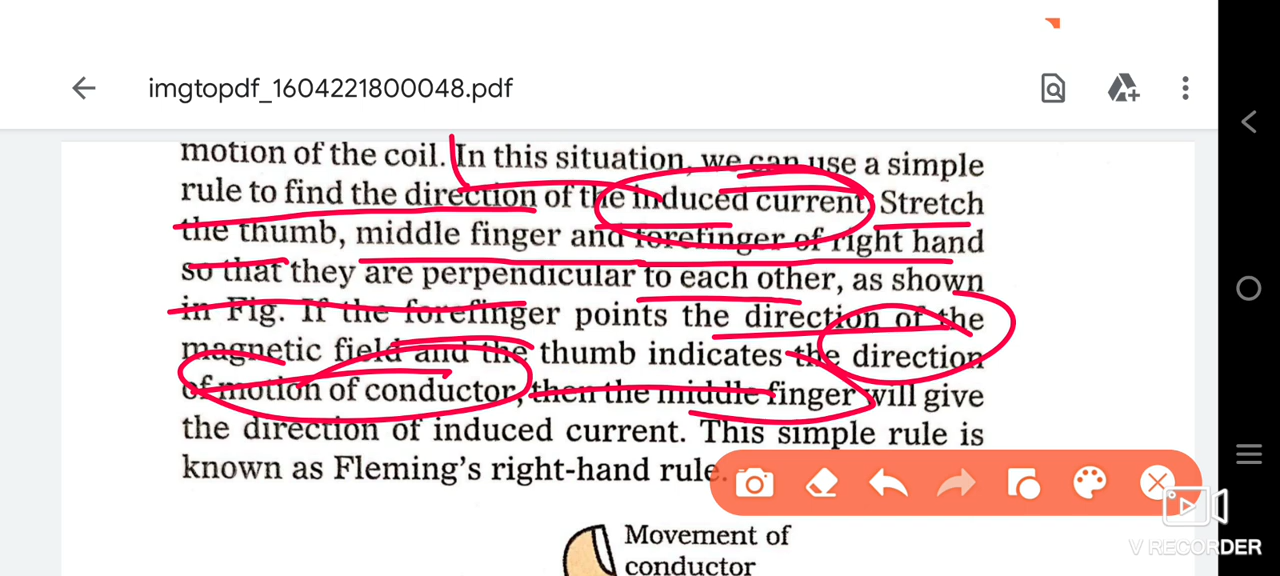 imgtopdf_1604221800048.pdf
motion of the coil. In this situation, we can use a simple
rule to find the direction of the induced current. Stretch
the thumb, middle finger and forefinger of right hand
so that they are perpendicular to each other, as shown
in Fig. If the forefinger points the direction of the
magnetic field and the thumb indicates the direction
of motion of conductor, then the middle finger will give
the direction of induced current. This simple rule is
known as Fleming's right-hand rule.
Movement of
conductor
V RECORDER